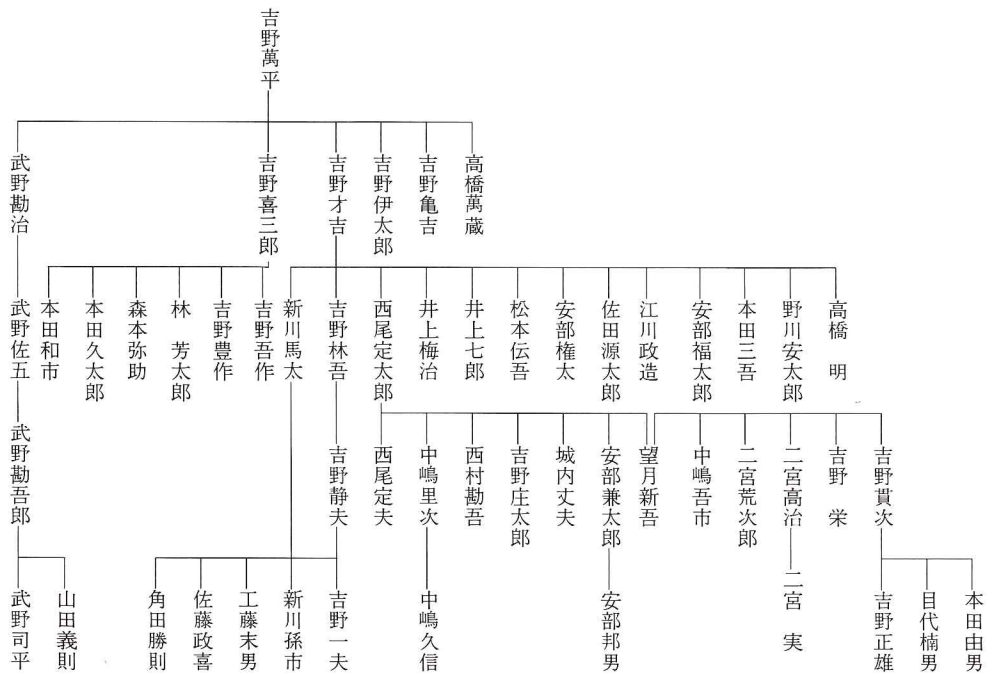 吉野萬平
高橋萬蔵
吉野亀吉
吉野伊太郎
吉野才吉
吉野喜三郎
武野勘治
高橋　明
野川安太郎
本田三吾
安部福太郎
江川政造
佐田源太郎
安部権太
松本伝吾
井上七郎
井上梅治
西尾定太郎
吉野林吾
新川馬太
吉野吾作
吉野豊作
林　芳太郎
森本弥助
本田久太郎
本田和市
武野佐五
吉野貫次
吉野　栄
二宮高治
二宮荒次郎
中嶋吾市
望月新吾
安部兼太郎
城内丈夫
吉野庄太郎
西村勘吾
中嶋里次
西尾定夫
吉野静夫
武野勘吾郎
本田由男
目代楠男
吉野正雄
二宮　実
安部邦男
中嶋久信
吉野一夫
新川孫市
工藤末男
佐藤政喜
角田勝則
山田義則
武野司平